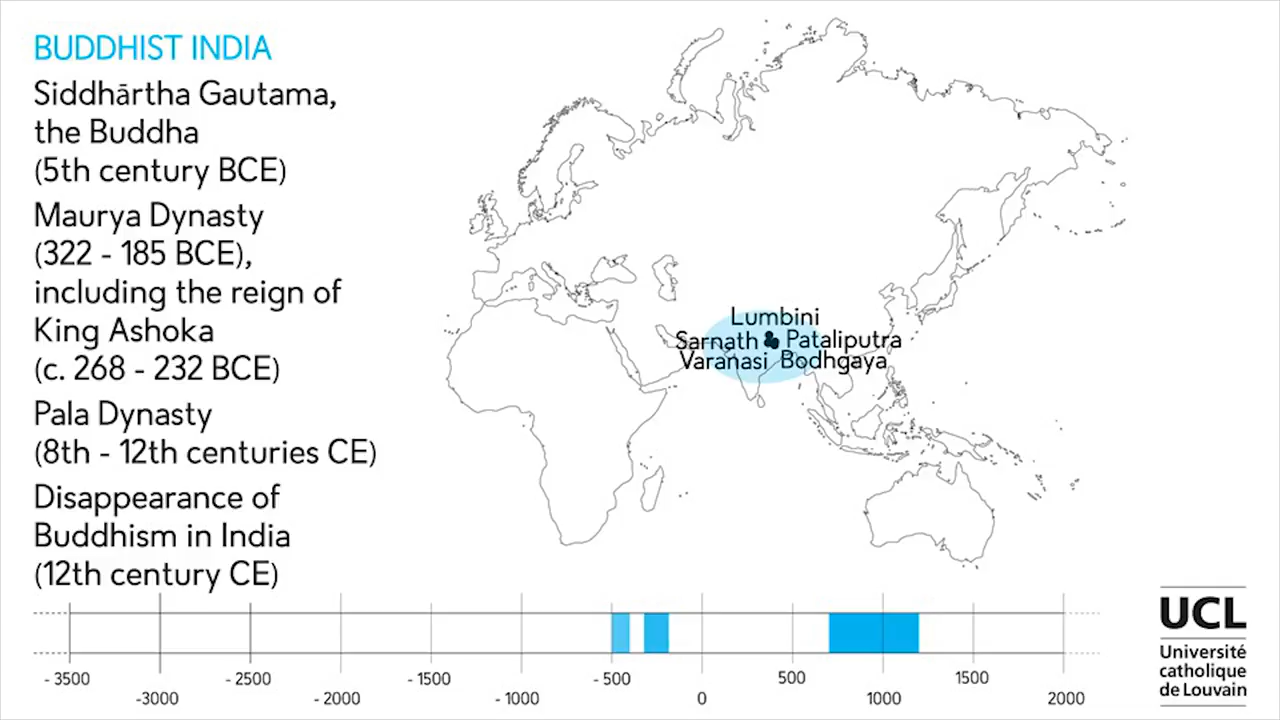 BUDDHIST INDIA
Siddhārtha Gautama,
the Buddha
(5th century BCE)
Maurya Dynasty
(322 - 185 BCE),
including the reign of
King Ashoka
(c. 268 - 232 BCE)
Pala Dynasty
(8th - 12th centuries CE)
Disappearance of
Buddhism in India
(12th century CE)
Lumbini
Sarnath Pataliputra
Varanasi Bodhgaya
- 3500 - 2500 - 1500 - 500 500 1500
-3000 - 2000 - 1000 0 1000 2000
UCL
Université
catholique
de Louvain